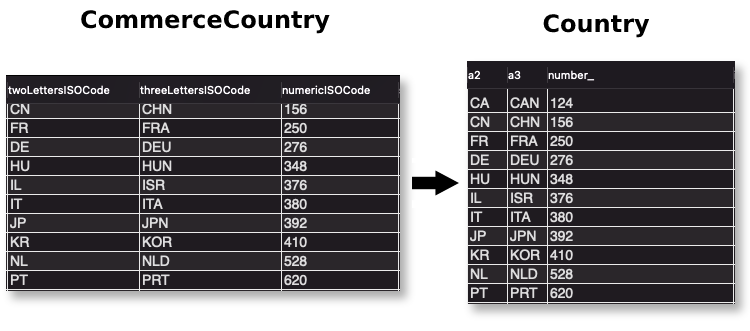 CommerceCountry
twoLettersISOCode threeLettersISOCode numericISOCode
CN CHN 156
FR FRA 250
DE DEU 276
HU HUN 348
IL ISR 376
IT ITA 380
JP JPN 392
KR KOR 410
NL NLD 528
PT PRT 620
Country
a2 a3 number_
CA CAN 124
CN CHN 156
FR FRA 250
DE DEU 276
HU HUN 348
IL ISR 376
IT ITA 380
JP JPN 392
KR KOR 410
NL NLD 528
PT PRT 620